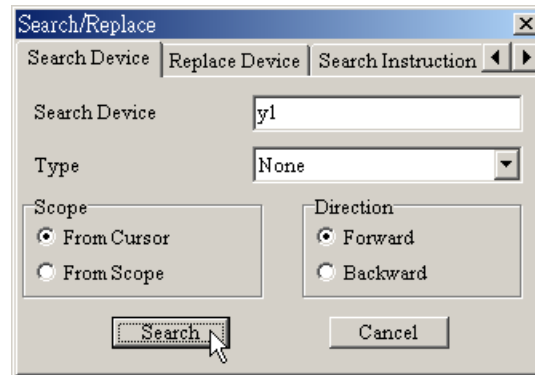 Search/Replace
Search Device Replace Device Search Instruction
Search Device y1
Type None
Scope Direction
From Cursor Forward
From Scope Backward
Search Cancel